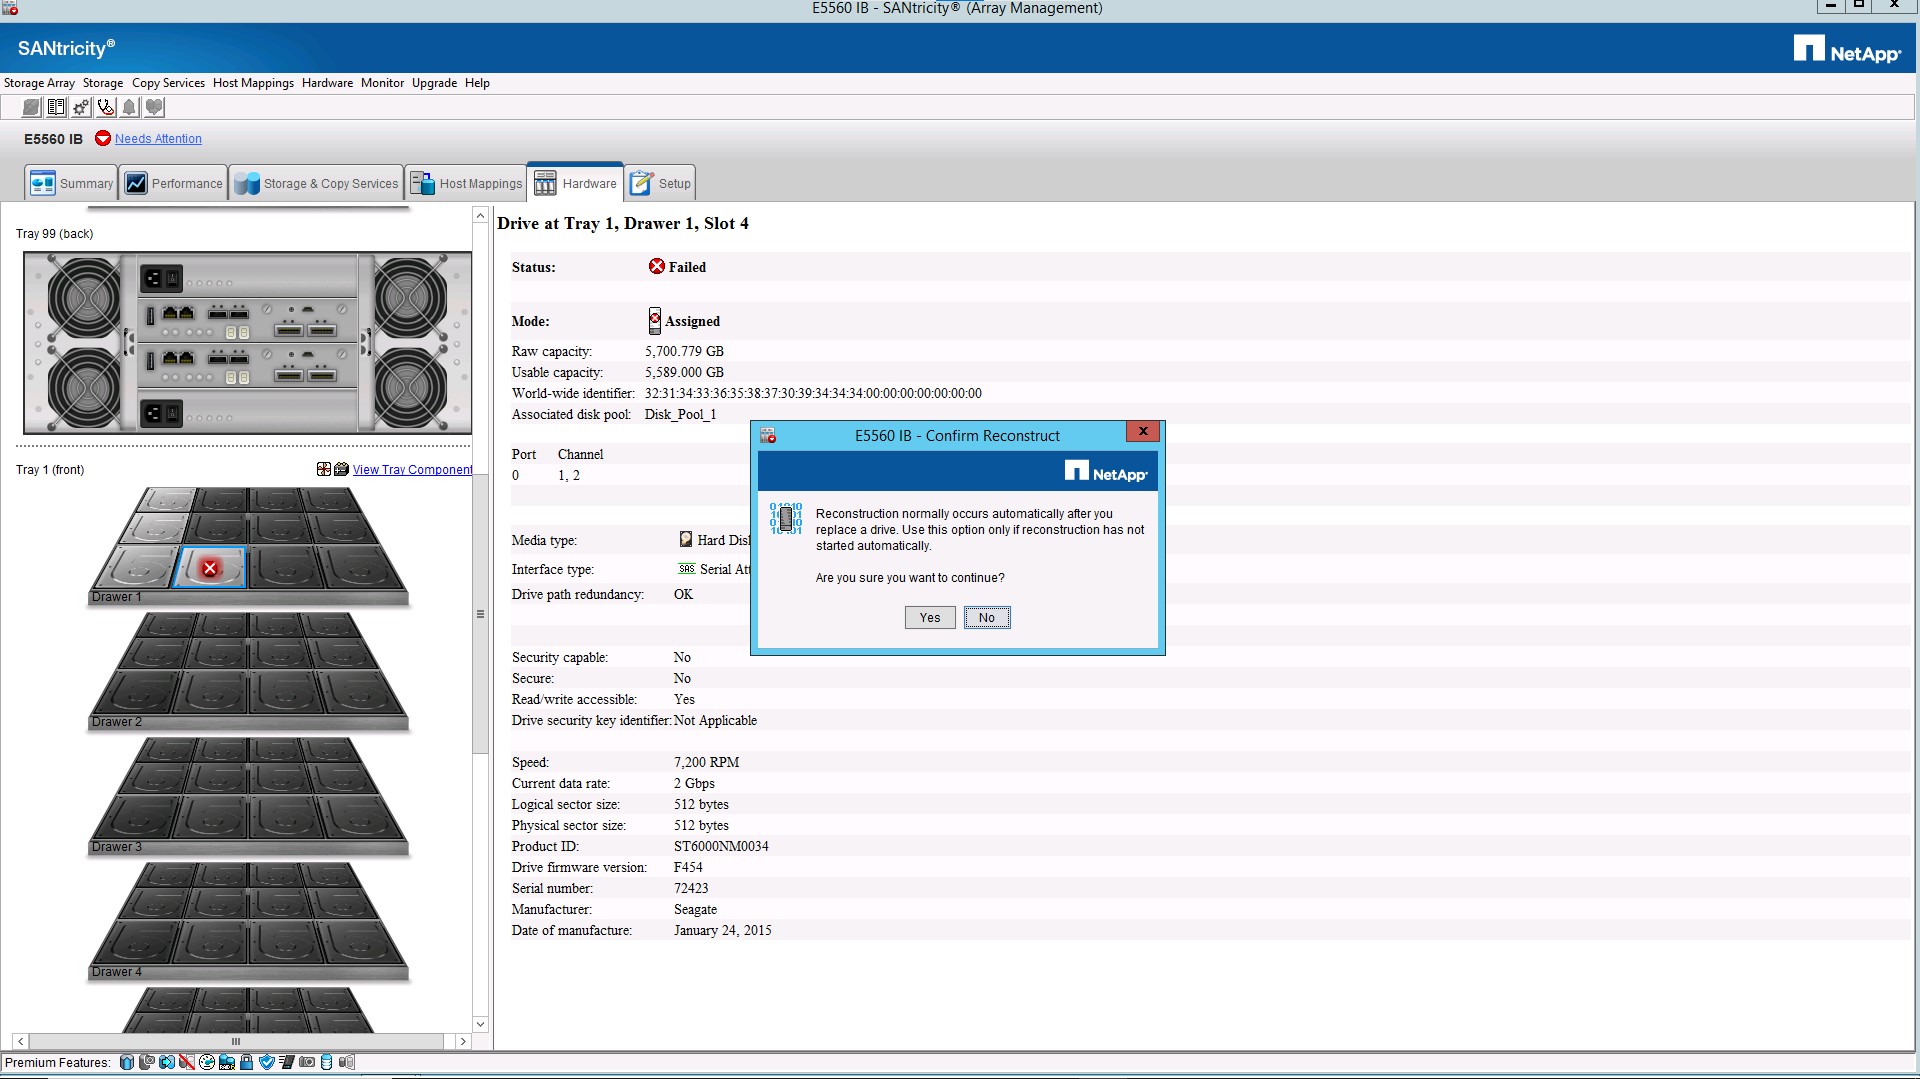 E5560 IB - SANtricity® (Array Management)
SANtricity®
NetApp®
Storage Array Storage Copy Services Host Mappings Hardware Monitor Upgrade Help
E5560 IB Needs Attention
Summary Performance Storage & Copy Services Host Mappings Hardware Setup
Tray 99 (back)
Tray 1 (front) View Tray Component
Drawer 1
Drawer 2
Drawer 3
Drawer 4
Drive at Tray 1, Drawer 1, Slot 4
Status: Failed
Mode: Assigned
Raw capacity: 5,700.779 GB
Usable capacity: 5,589.000 GB
World-wide identifier: 32:31:34:33:36:35:38:37:30:39:34:34:34:00:00:00:00:00:00:00
Associated disk pool: Disk_Pool_1
Port Channel
0 1, 2
Media type: Hard Dis
Interface type: SAS Serial Att
Drive path redundancy: OK
Security capable: No
Secure: No
Read/write accessible: Yes
Drive security key identifier: Not Applicable
Speed: 7,200 RPM
Current data rate: 2 Gbps
Logical sector size: 512 bytes
Physical sector size: 512 bytes
Product ID: ST6000NM0034
Drive firmware version: F454
Serial number: 72423
Manufacturer: Seagate
Date of manufacture: January 24, 2015
E5560 IB - Confirm Reconstruct
NetApp®
Reconstruction normally occurs automatically after you
replace a drive. Use this option only if reconstruction has not
started automatically.
Are you sure you want to continue?
Yes No
Premium Features: